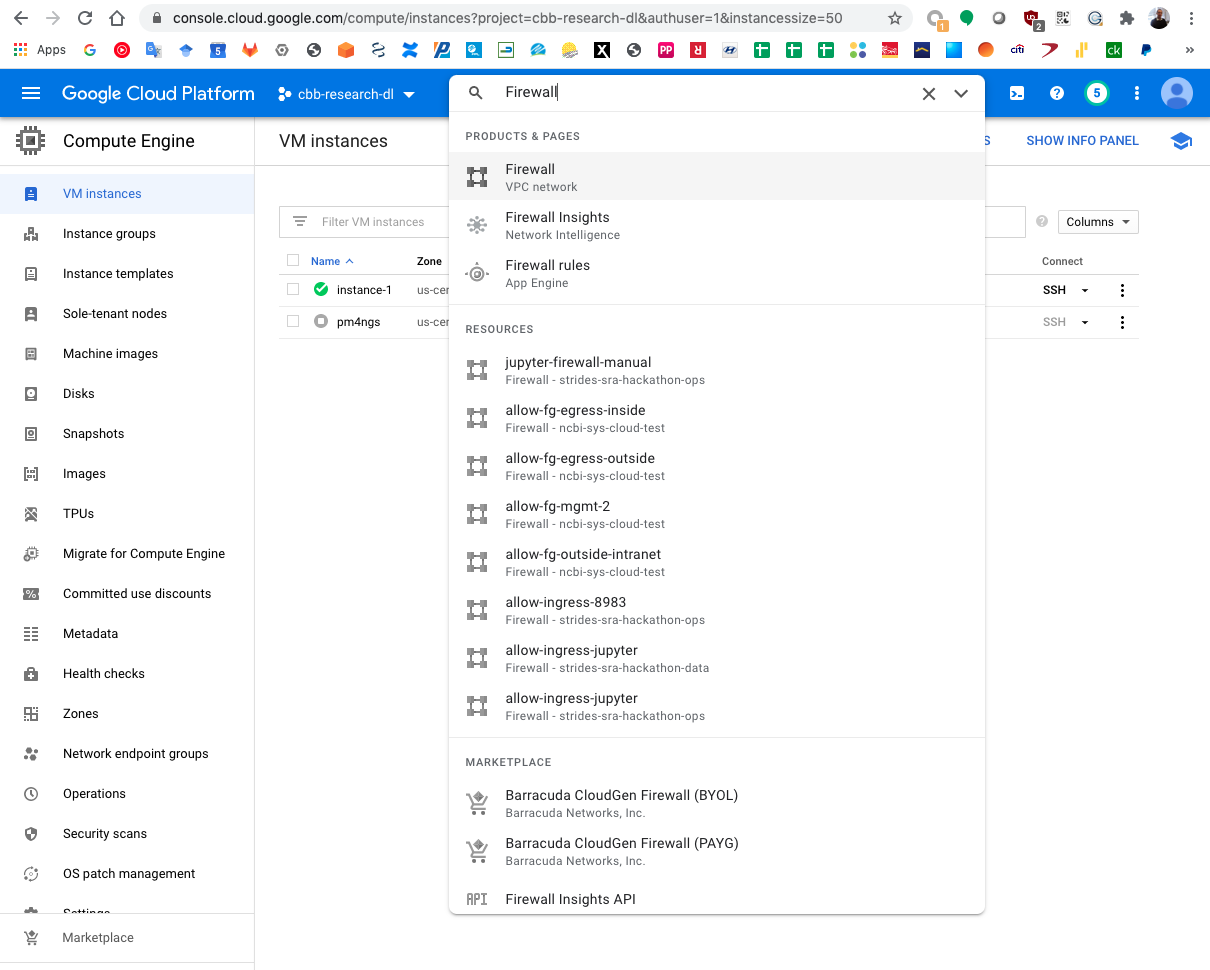 console.cloud.google.com/compute/instances?project=cbb-research-dl&authuser=1&instancessize=50
1
2
Apps
G
5
X
PP
citi
ck
»
Google Cloud Platform
cbb-research-dl
Firewall
5
Compute Engine
VM instances
S
SHOW INFO PANEL
PRODUCTS & PAGES
Firewall
VPC network
Firewall Insights
Network Intelligence
Firewall rules
App Engine
RESOURCES
jupyter-firewall-manual
Firewall - strides-sra-hackathon-ops
allow-fg-egress-inside
Firewall - ncbi-sys-cloud-test
allow-fg-egress-outside
Firewall - ncbi-sys-cloud-test
allow-fg-mgmt-2
Firewall - ncbi-sys-cloud-test
allow-fg-outside-intranet
Firewall - ncbi-sys-cloud-test
allow-ingress-8983
Firewall - strides-sra-hackathon-ops
allow-ingress-jupyter
Firewall - strides-sra-hackathon-data
allow-ingress-jupyter
Firewall - strides-sra-hackathon-ops
MARKETPLACE
Barracuda CloudGen Firewall (BYOL)
Barracuda Networks, Inc.
Barracuda CloudGen Firewall (PAYG)
Barracuda Networks, Inc.
API Firewall Insights API
VM instances
Instance groups
Instance templates
Sole-tenant nodes
Machine images
Disks
Snapshots
Images
TPUs
Migrate for Compute Engine
Committed use discounts
Metadata
Health checks
Zones
Network endpoint groups
Operations
Security scans
OS patch management
Settings
Marketplace
Filter VM instances
Columns
Name Zone Connect
instance-1 us-cer SSH
pm4ngs us-cer SSH